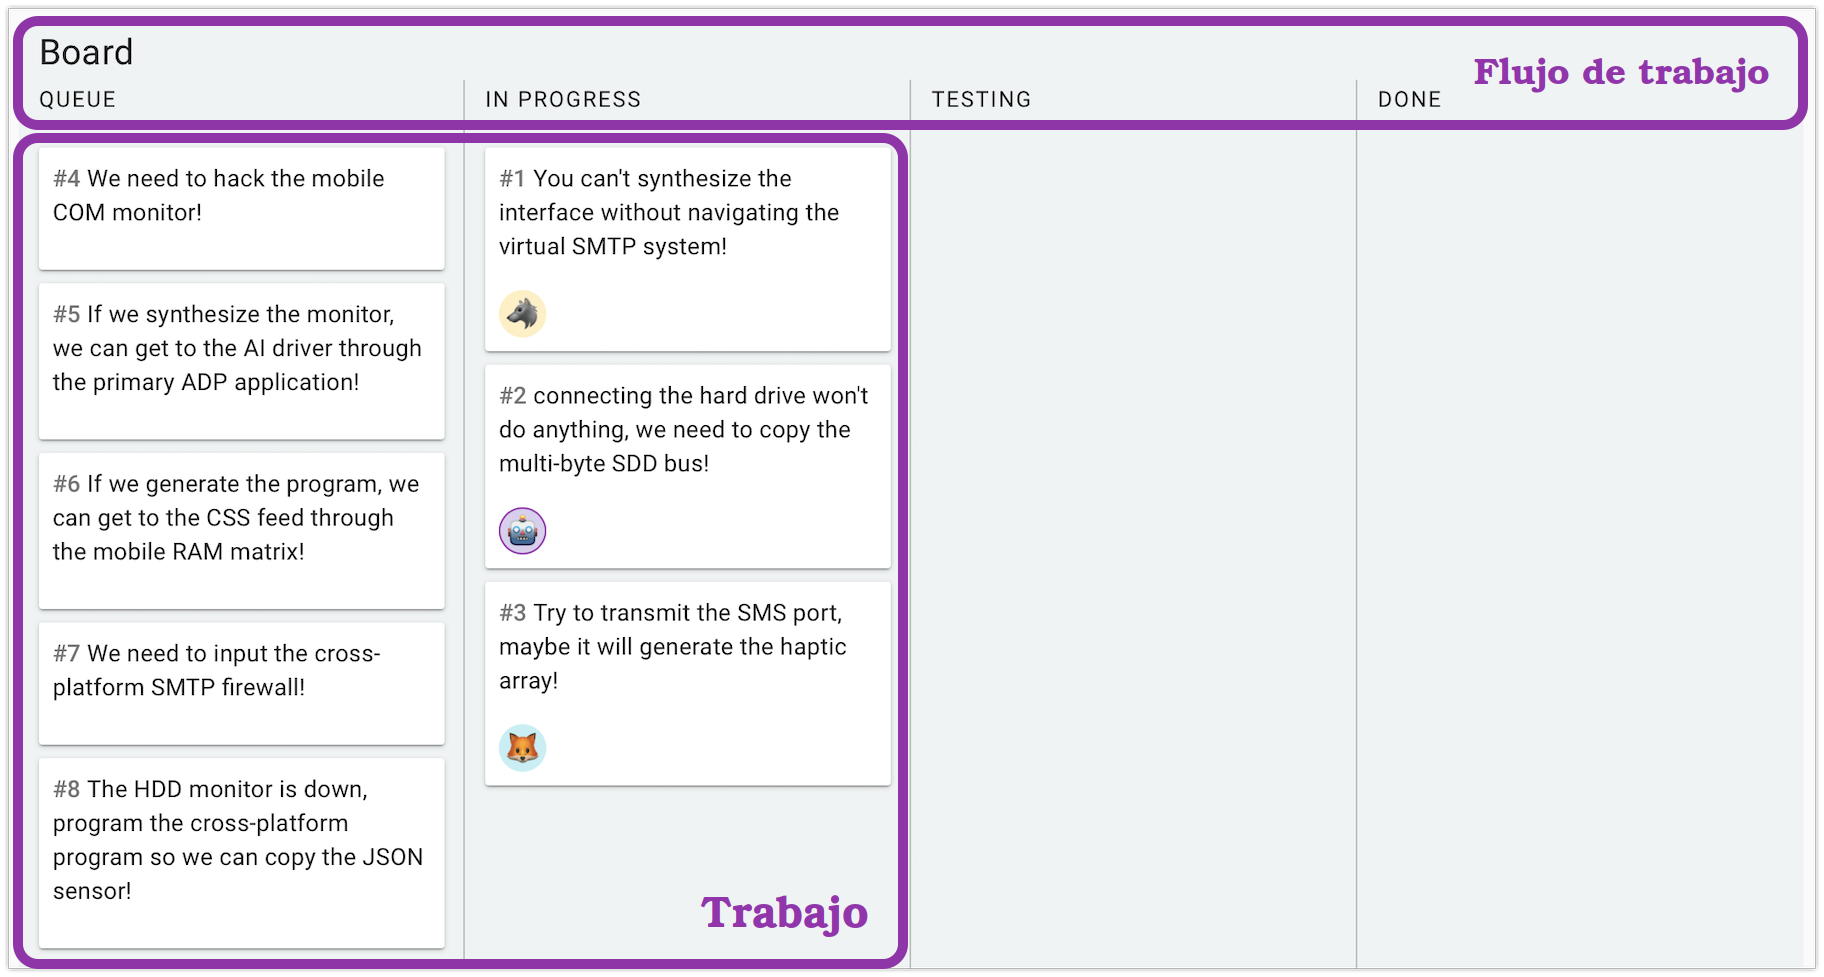 Board
Flujo de trabajo
QUEUE
IN PROGRESS
TESTING
DONE
#4 We need to hack the mobile
COM monitor!
#5 If we synthesize the monitor,
we can get to the AI driver through
the primary ADP application!
#6 If we generate the program, we
can get to the CSS feed through
the mobile RAM matrix!
#7 We need to input the cross-
platform SMTP firewall!
#8 The HDD monitor is down,
program the cross-platform
program so we can copy the JSON
sensor!
#1 You can't synthesize the
interface without navigating the
virtual SMTP system!
#2 connecting the hard drive won't
do anything, we need to copy the
multi-byte SDD bus!
#3 Try to transmit the SMS port,
maybe it will generate the haptic
array!
Trabajo